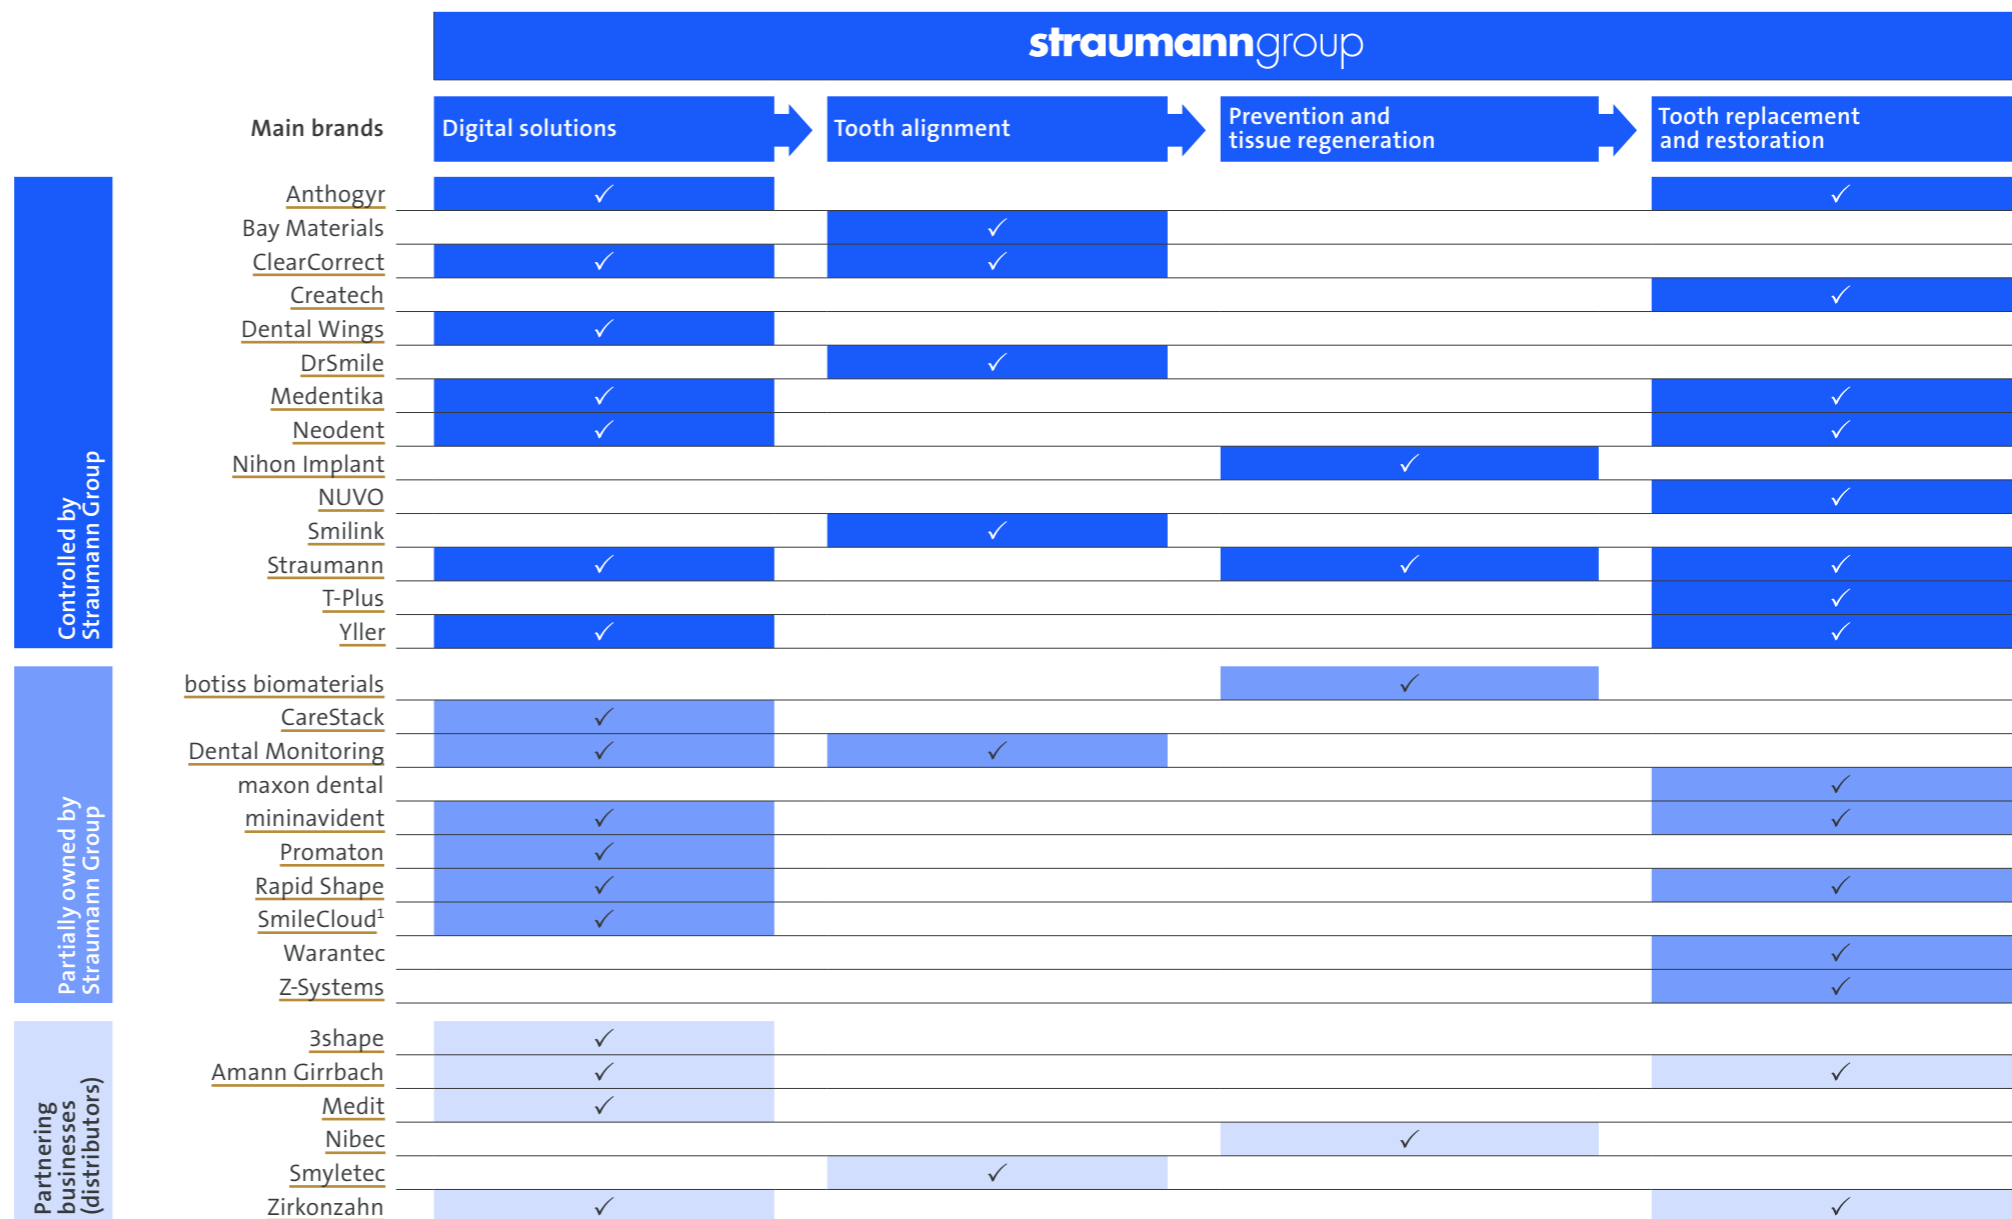 straumanngroup
Main brands
Digital solutions
Tooth alignment
Prevention and
tissue regeneration
Tooth replacement
and restoration
Controlled by
Straumann Group
Anthogyr ✓ ✓
Bay Materials ✓
ClearCorrect ✓ ✓
Createch ✓
Dental Wings ✓
DrSmile ✓
Medentika ✓ ✓
Neodent ✓ ✓
Nihon Implant ✓
NUVO ✓
Smilink ✓
Straumann ✓ ✓ ✓
T-Plus ✓
Yller ✓ ✓
Partially owned by
Straumann Group
botiss biomaterials ✓
CareStack ✓
Dental Monitoring ✓ ✓
maxon dental ✓
mininavident ✓ ✓
Promaton ✓
Rapid Shape ✓ ✓
SmileCloud¹ ✓
Warantec ✓
Z-Systems ✓
Partnering
businesses
(distributors)
3shape ✓
Amann Girrbach ✓ ✓
Medit ✓
Nibec ✓
Smyletec ✓
Zirkonzahn ✓ ✓